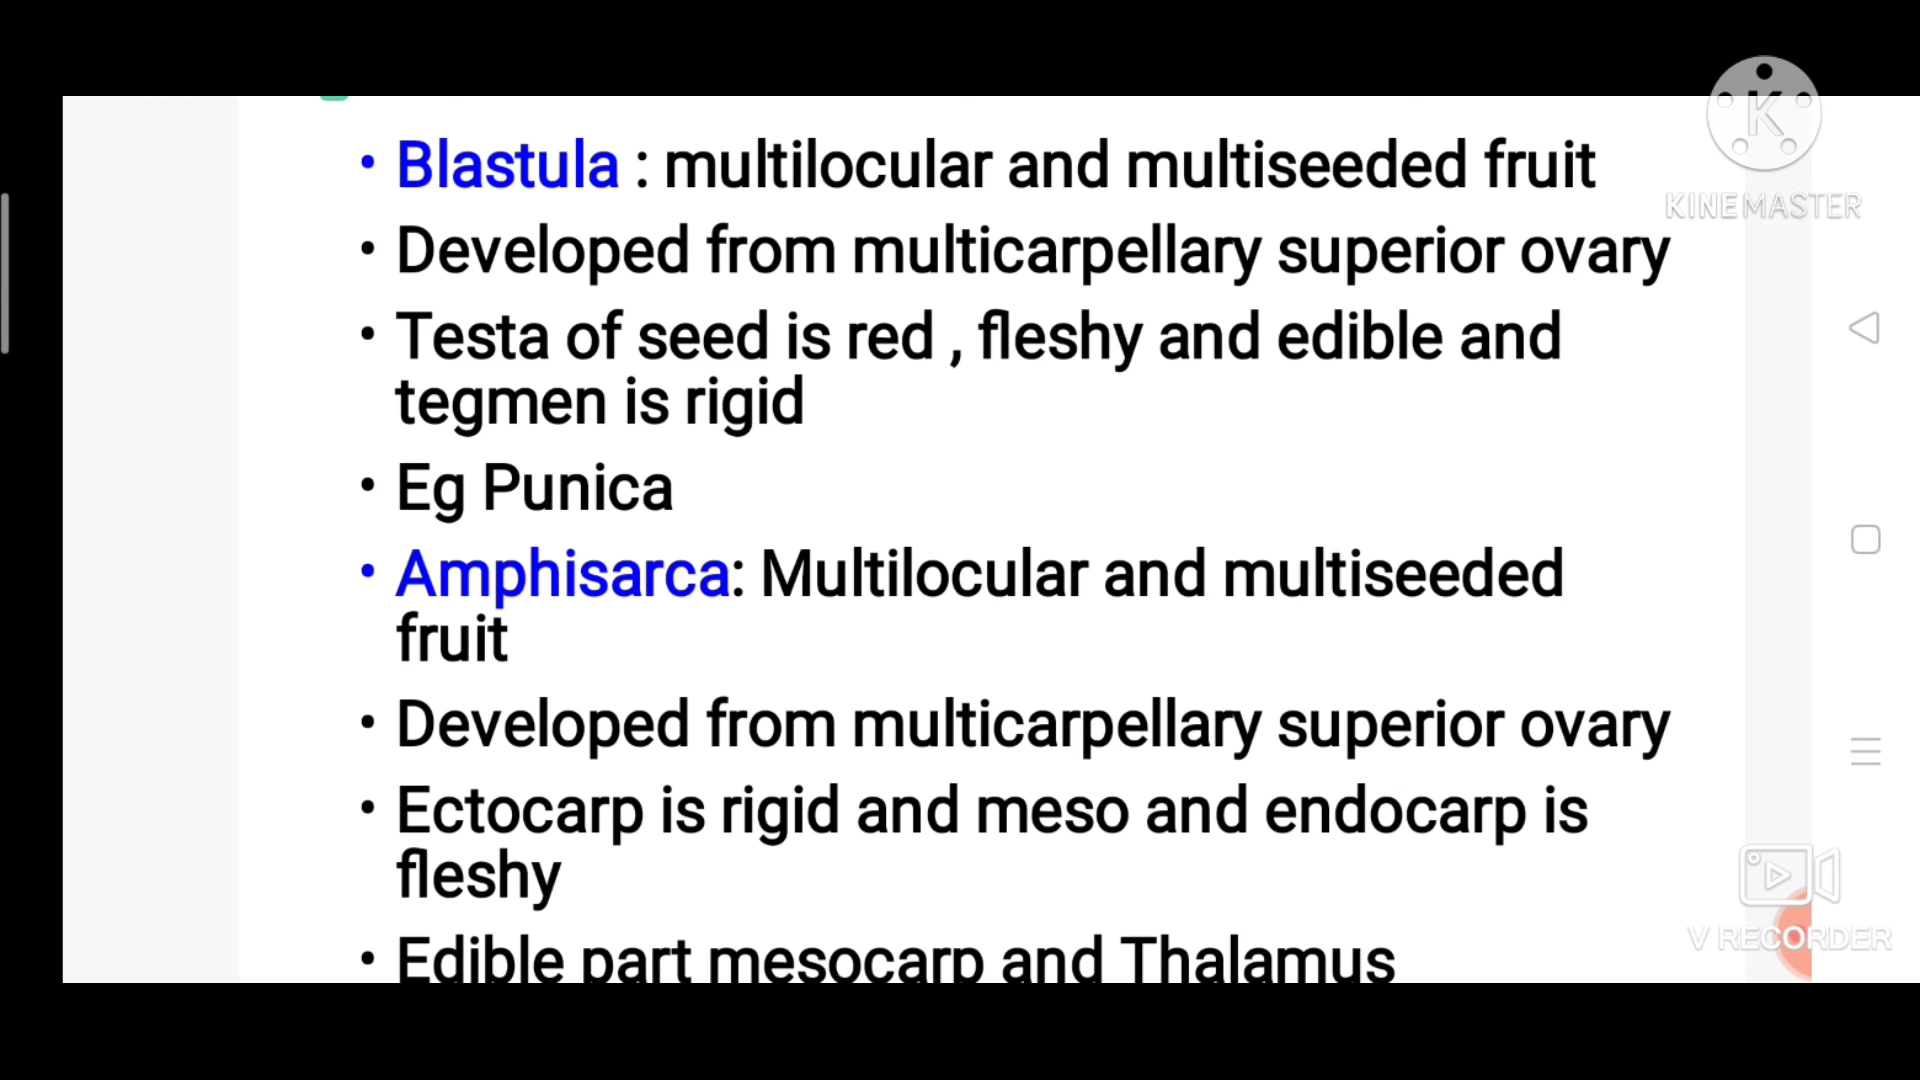 • Blastula : multilocular and multiseeded fruit
• Developed from multicarpellary superior ovary
• Testa of seed is red , fleshy and edible and
tegmen is rigid
• Eg Punica
• Amphisarca: Multilocular and multiseeded
fruit
• Developed from multicarpellary superior ovary
• Ectocarp is rigid and meso and endocarp is
fleshy
• Edible part mesocarp and Thalamus
K
KINEMASTER
V RECORDER